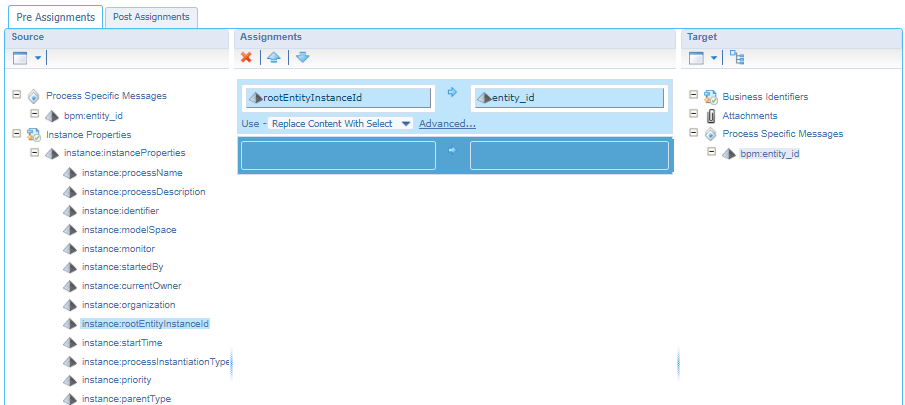 Pre Assignments
Post Assignments
Source
Assignments
Target
Process Specific Messages
bpm:entity_id
Instance Properties
instance:instanceProperties
instance:processName
instance:processDescription
instance:identifier
instance:modelSpace
instance:monitor
instance:startedBy
instance:currentOwner
instance:organization
instance:rootEntityInstanceId
instance:startTime
instance:processInstantiationType
instance:priority
instance:parentType
rootEntityInstanceId
entity_id
Use - Replace Content With Select Advanced...
Business Identifiers
Attachments
Process Specific Messages
bpm:entity_id